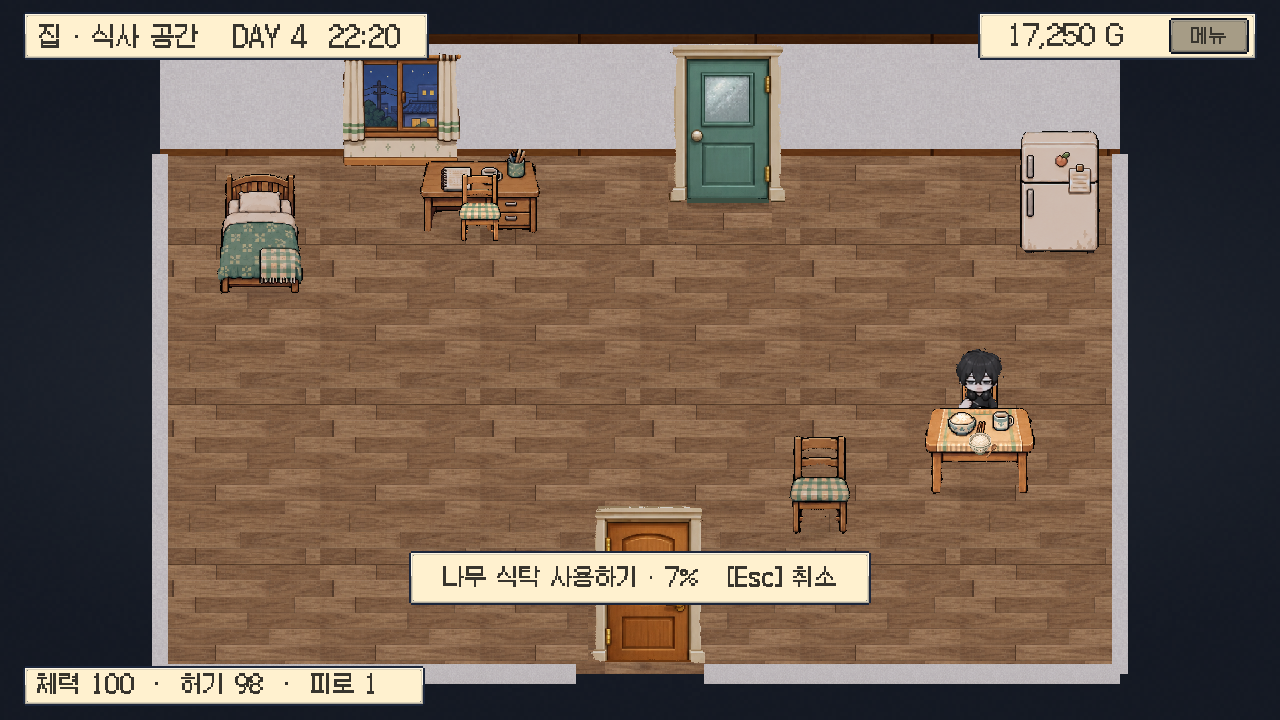 집 · 식사 공간 DAY 4 22:20
17,250 G
메뉴
나무 식탁 사용하기 · 7% [Esc] 취소
체력 100 · 허기 98 · 피로 1